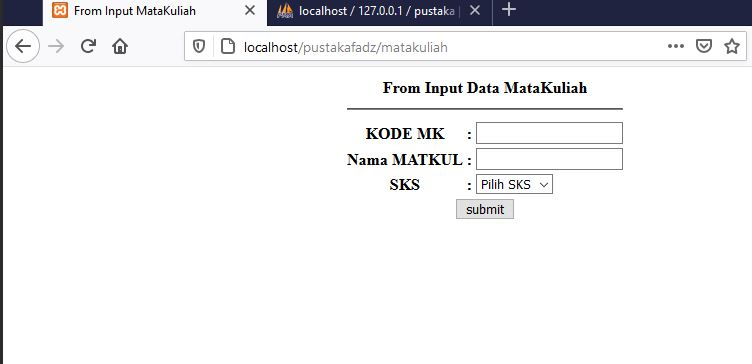 From Input MataKuliah
localhost / 127.0.0.1 / pustaka |
localhost/pustakafadz/matakuliah
From Input Data MataKuliah
KODE MK :
Nama MATKUL :
SKS : Pilih SKS
submit